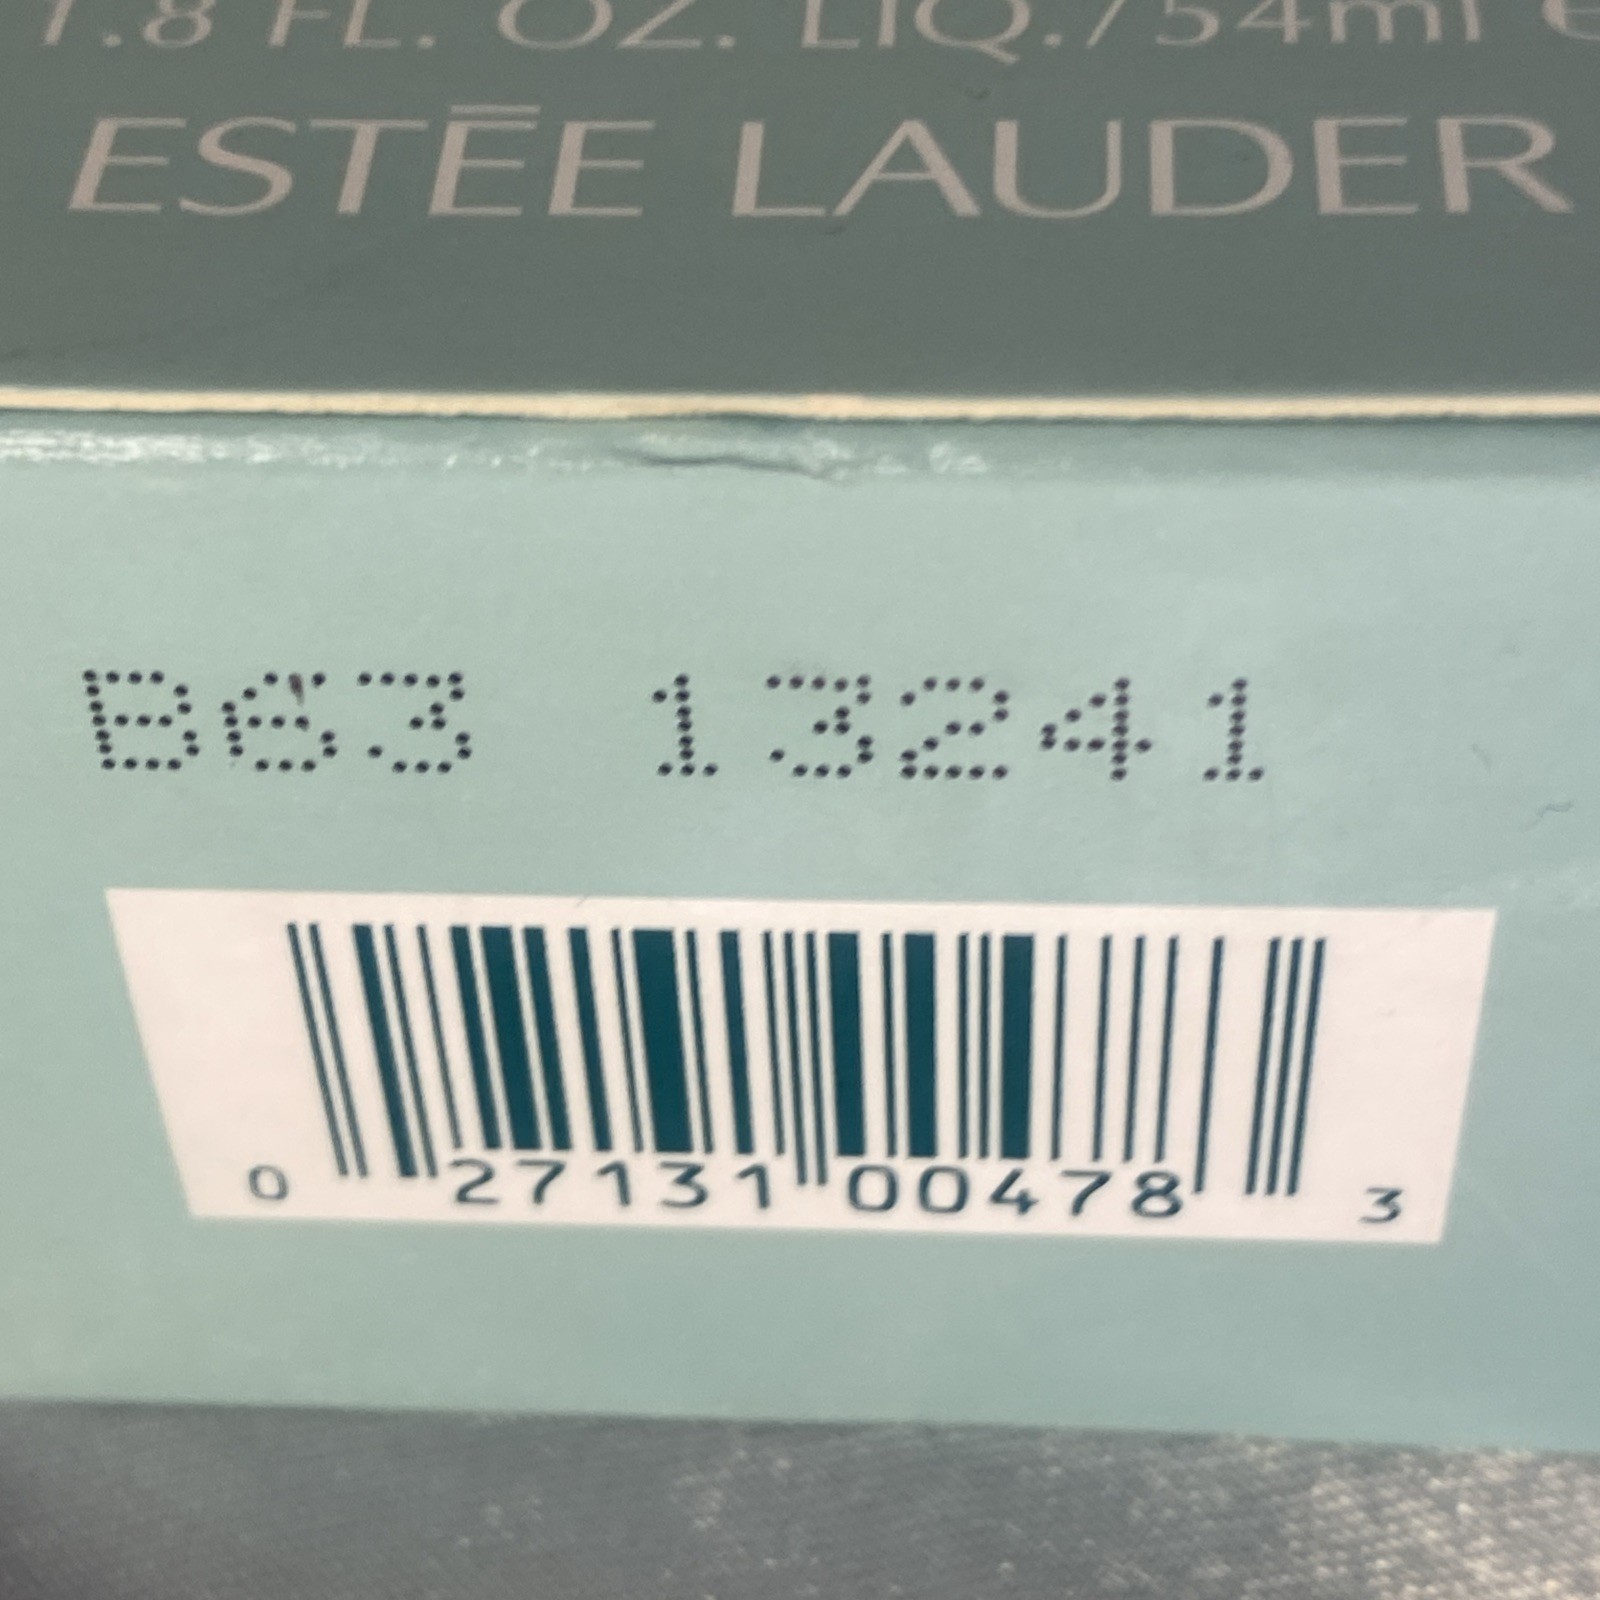 1.8 FL. OZ. LIQ./54ml e
ESTĒE LAUDER
B63 13241
0 27131 00478 3